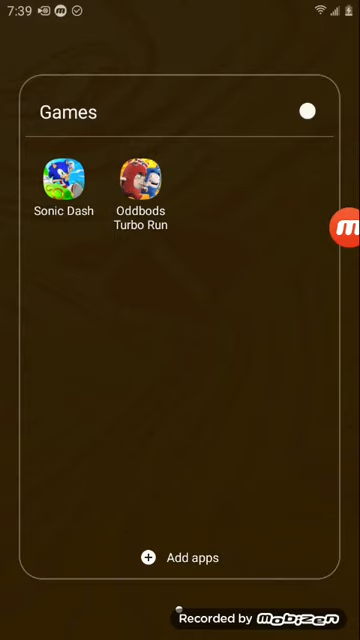 7:39
Games
Sonic Dash
Oddbods
Turbo Run
Add apps
Recorded by Mobizen